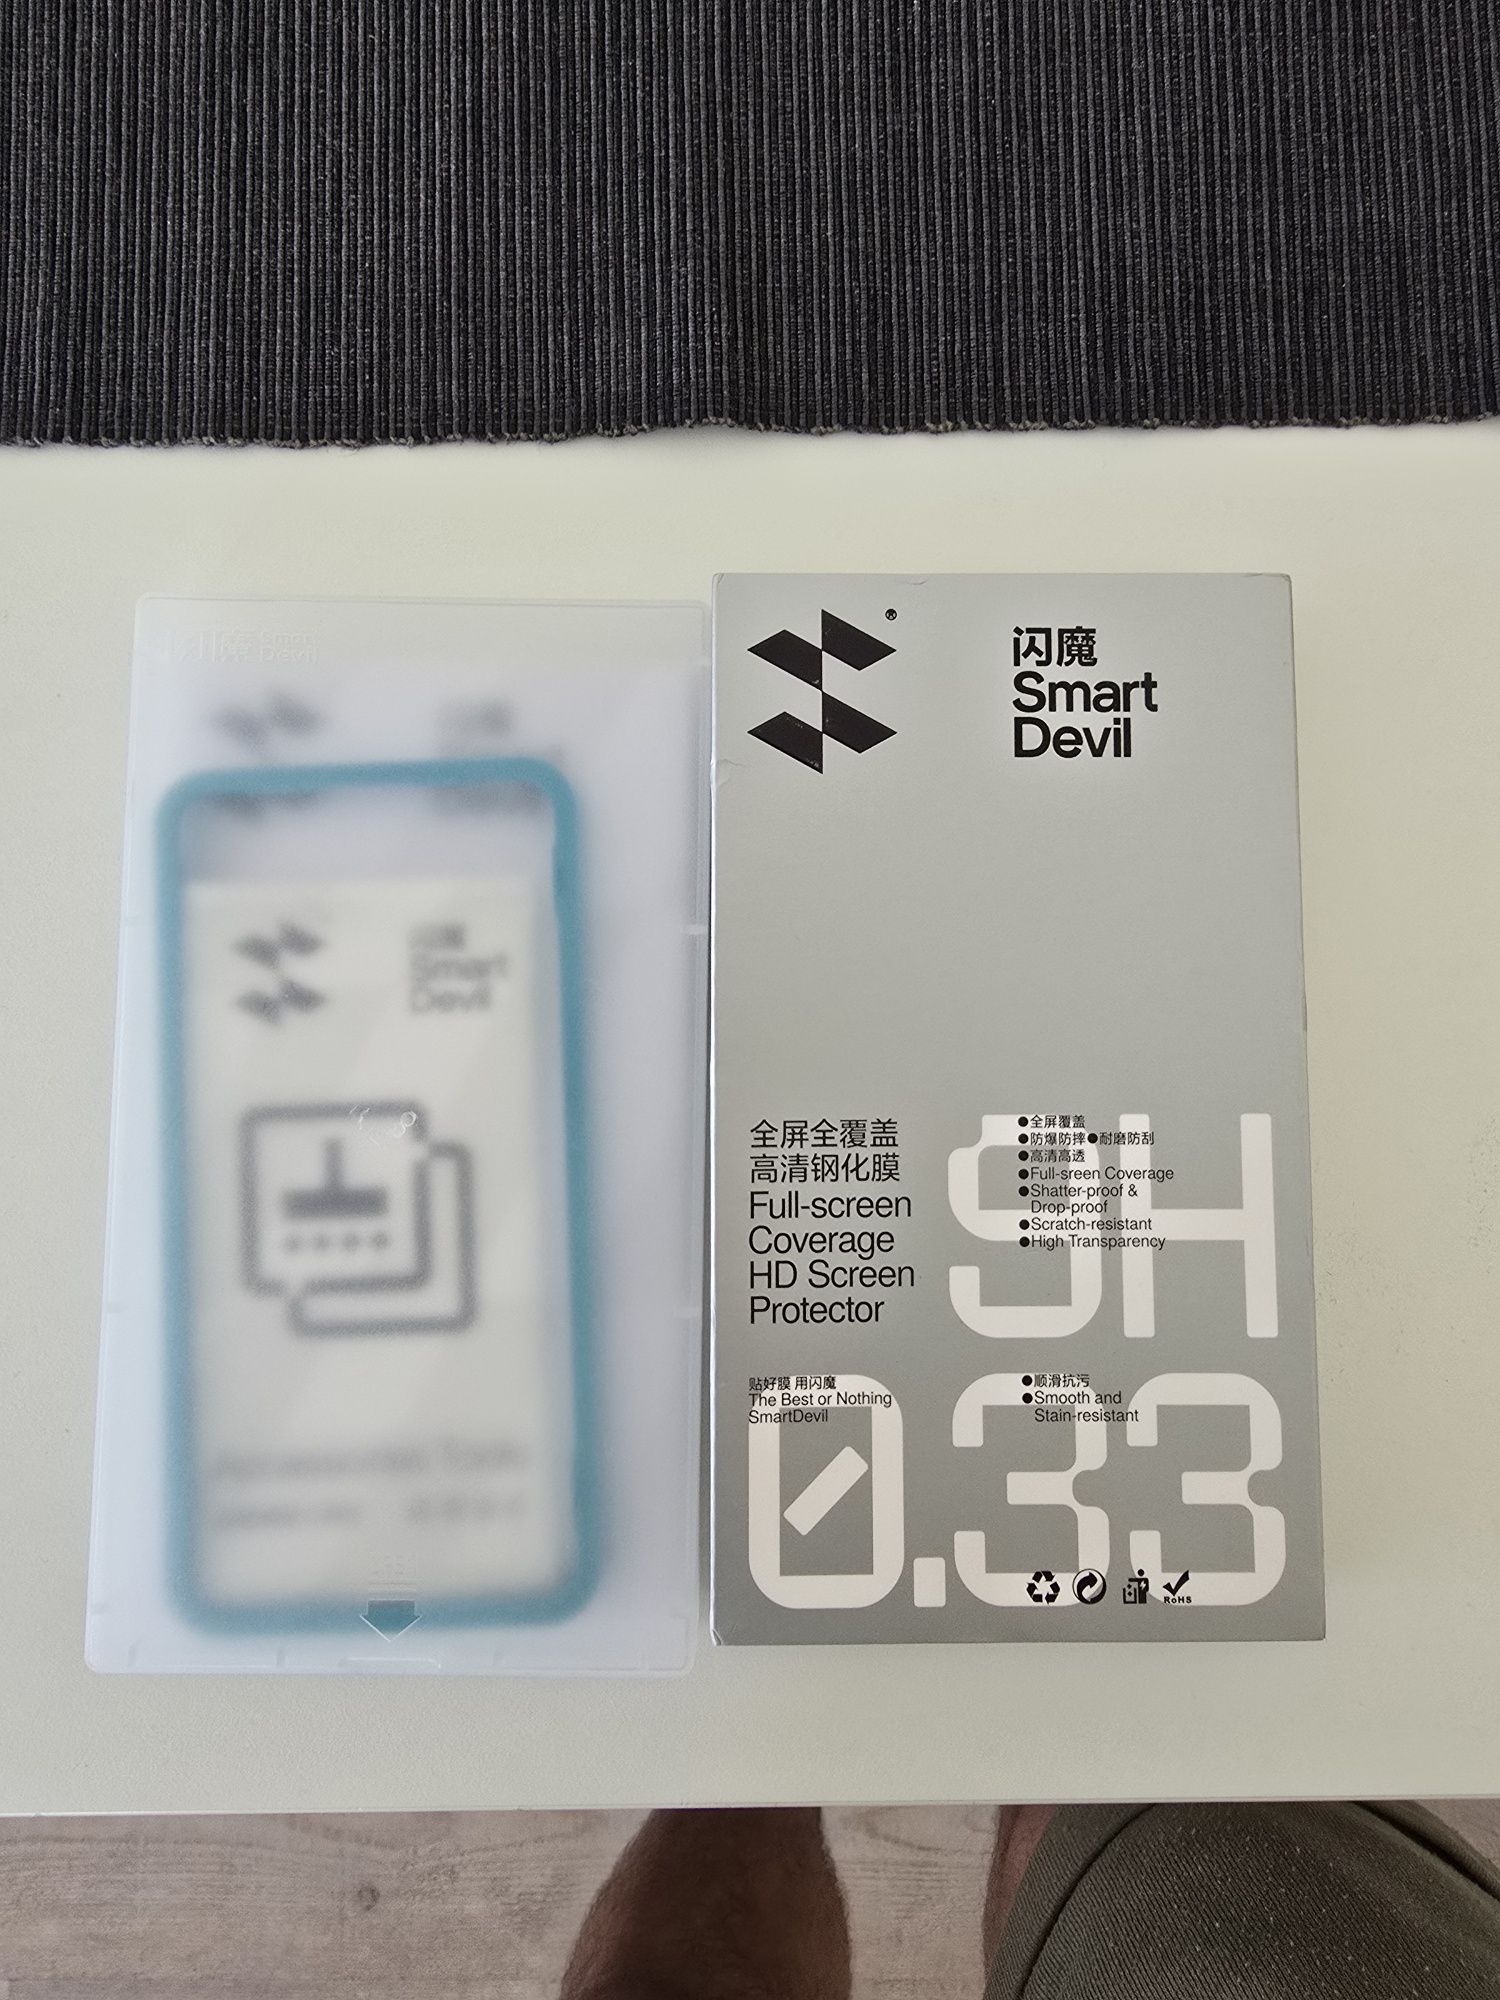 Smart
Devil
Smart
Devil
®
闪魔
Smart
Devil
全屏全覆盖
高清钢化膜
Full-screen
Coverage
HD Screen
Protector
9H
●全屏覆盖
●防爆防摔●耐磨防刮
●高清高透
●Full-sreen Coverage
●Shatter-proof &
Drop-proof
●Scratch-resistant
●High Transparency
贴好膜 用闪魔
The Best or Nothing
SmartDevil
●顺滑抗污
●Smooth and
Stain-resistant
0.33
RoHS